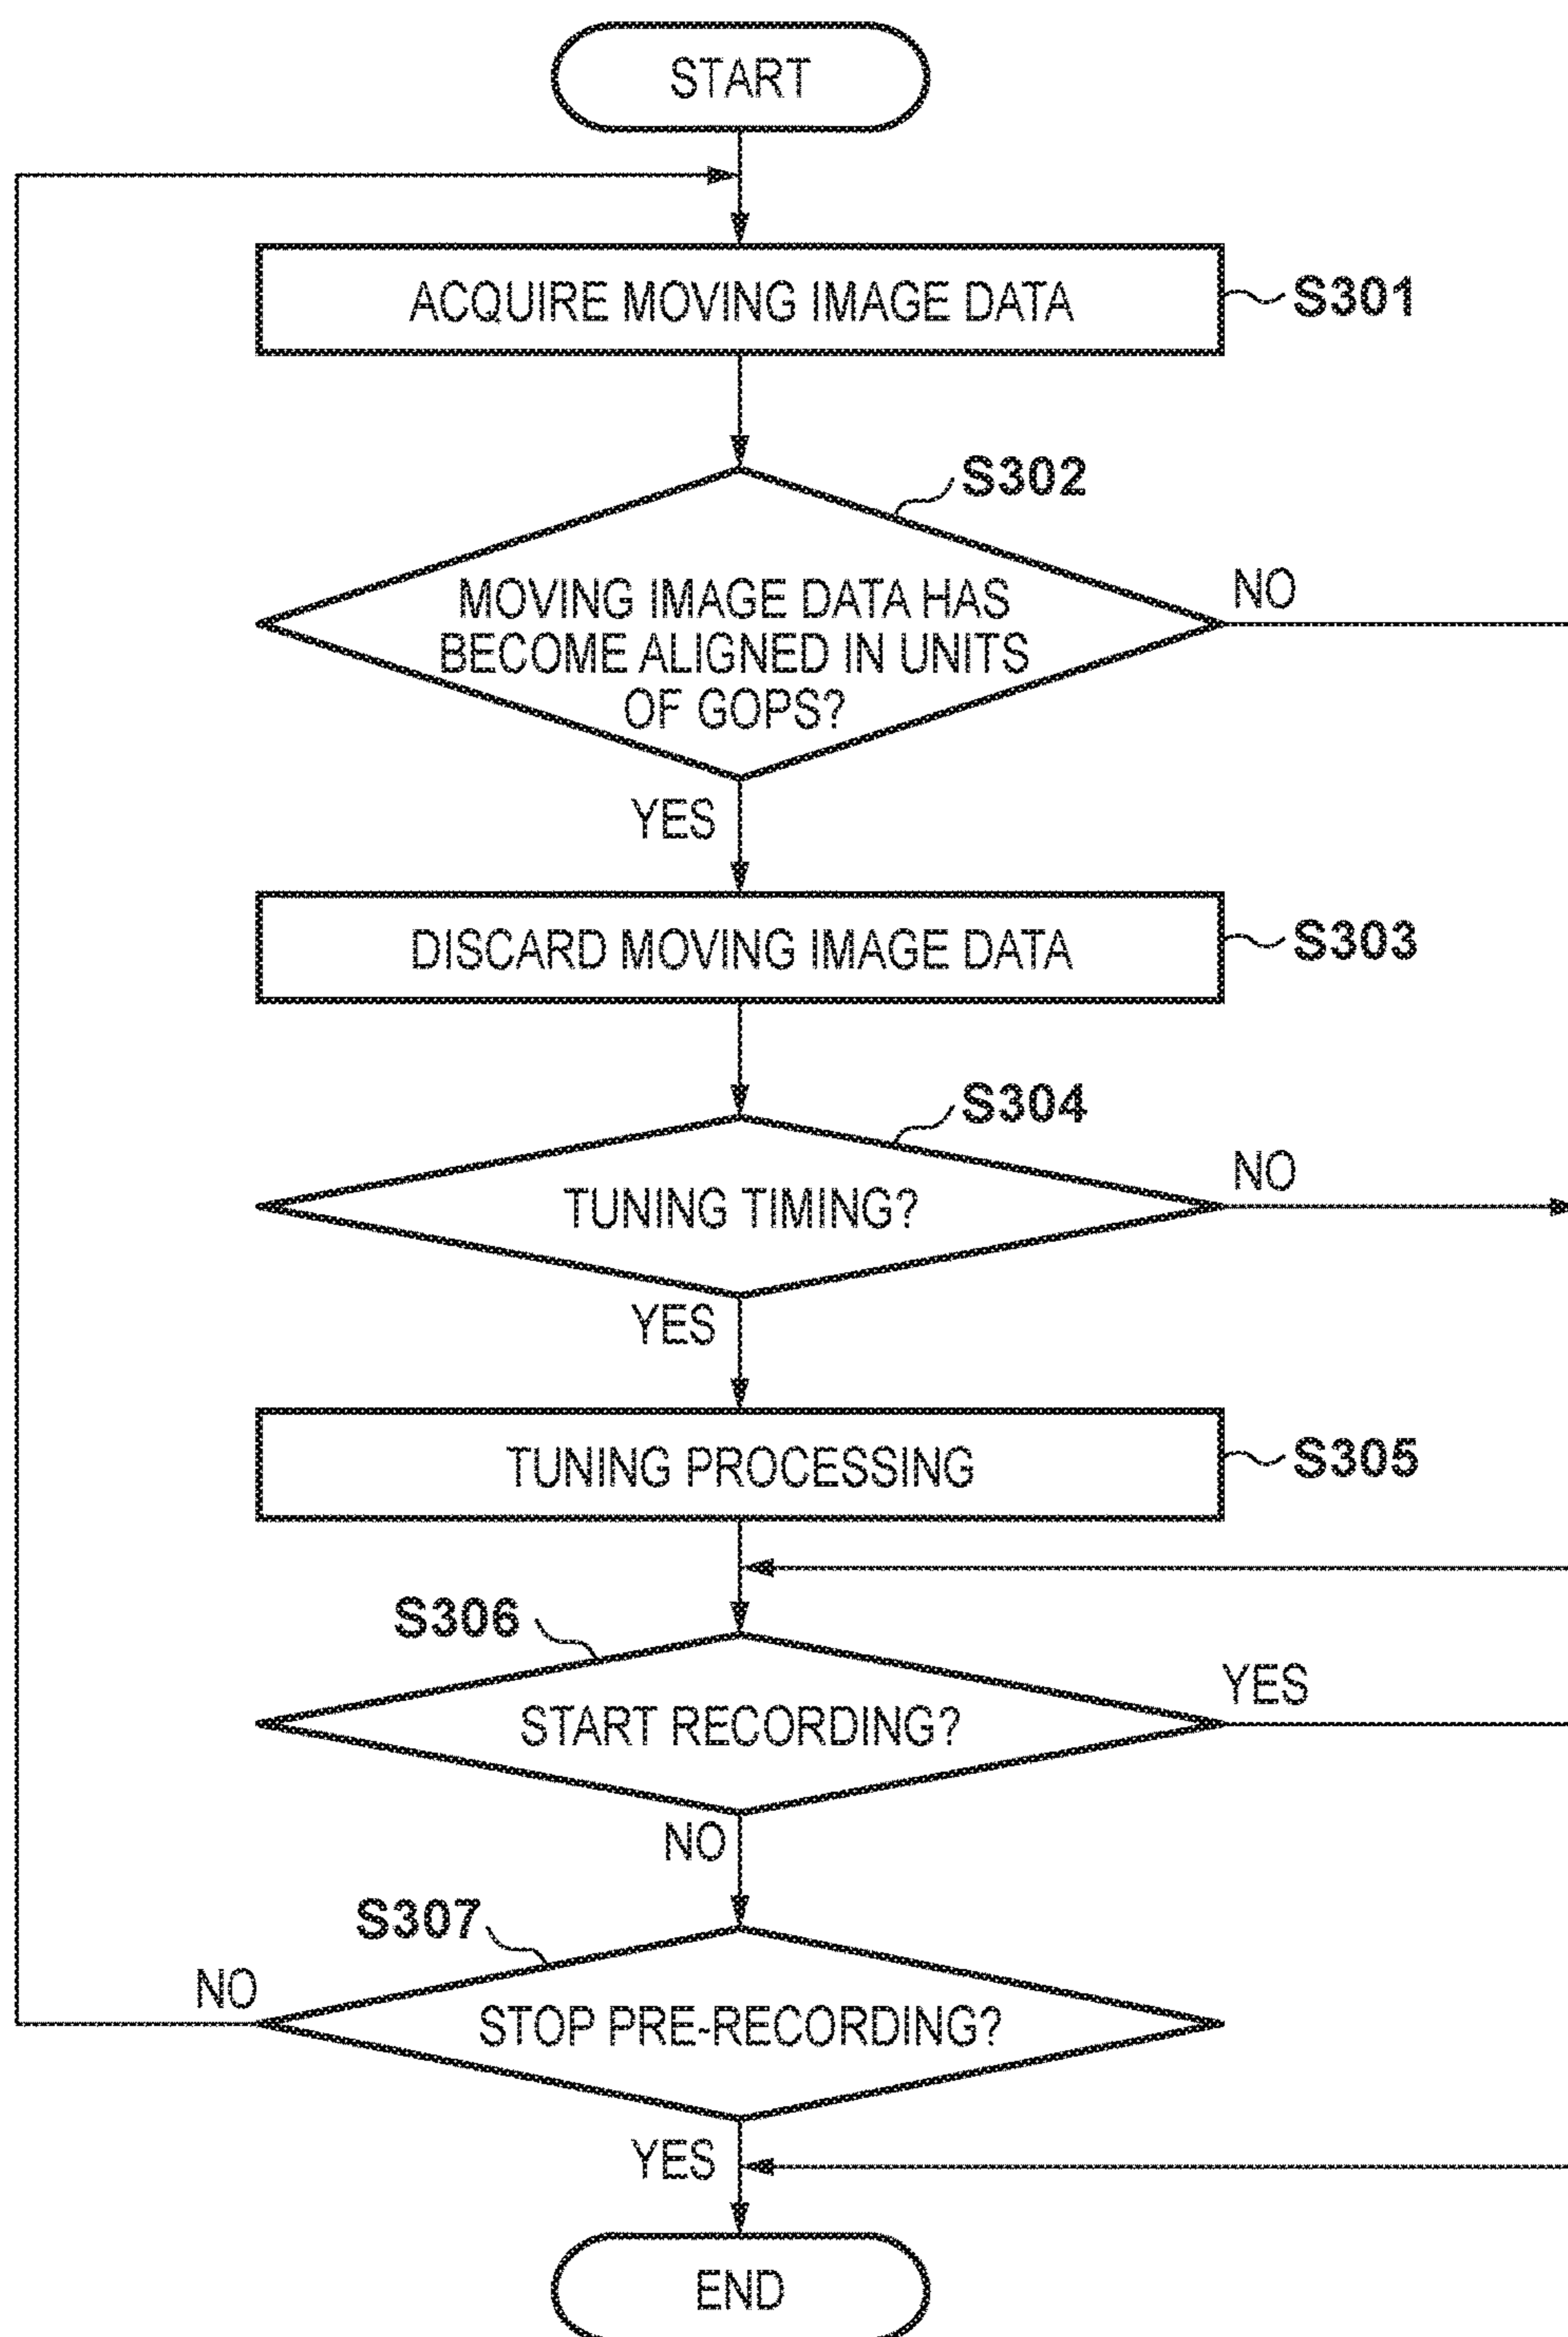 START
ACQUIRE MOVING IMAGE DATA
S301
S302
MOVING IMAGE DATA HAS
BECOME ALIGNED IN UNITS
OF GOPS?
NO
YES
DISCARD MOVING IMAGE DATA
S303
S304
TUNING TIMING?
NO
YES
TUNING PROCESSING
S305
S306
START RECORDING?
YES
NO
S307
STOP PRE-RECORDING?
NO
YES
END